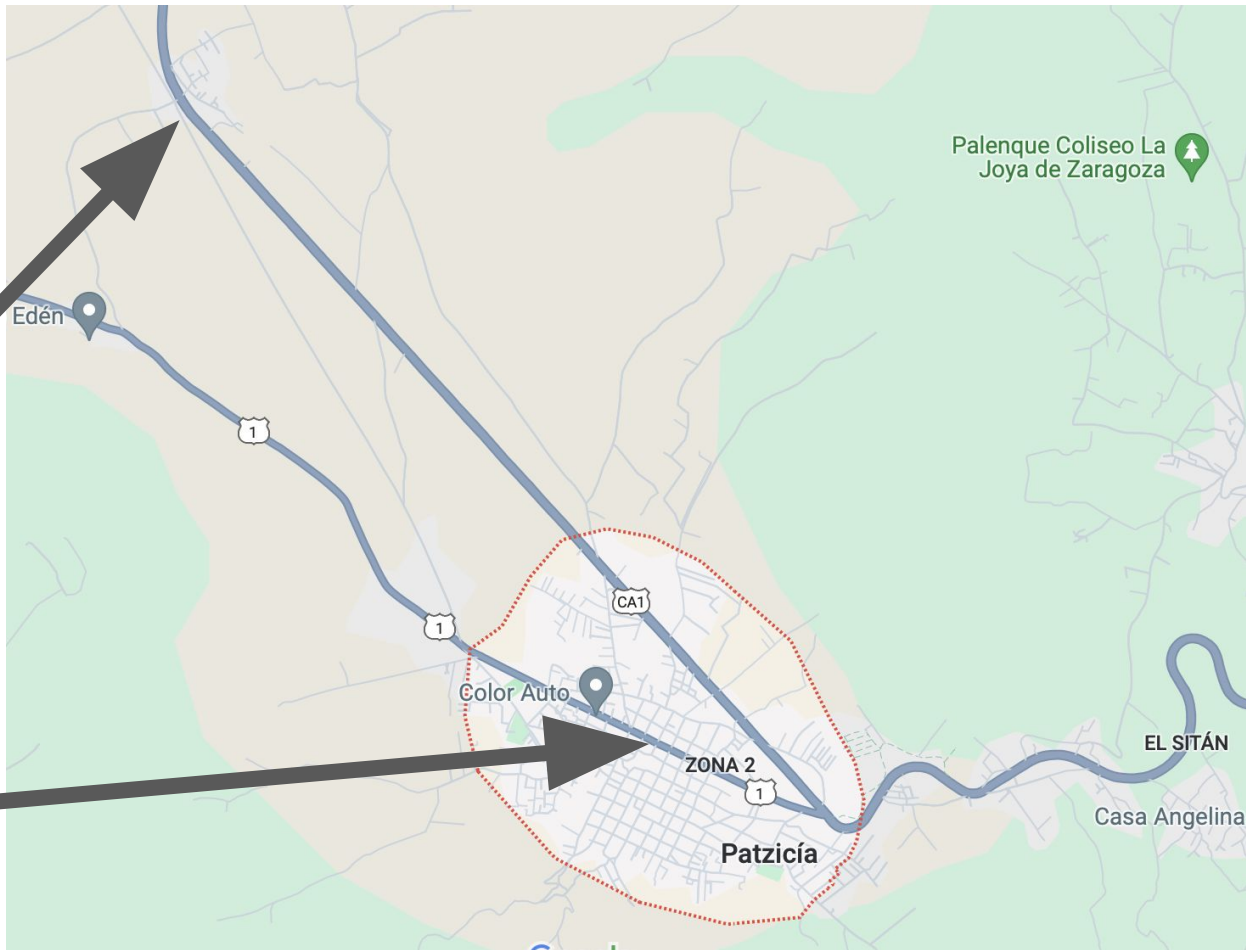 Palenque Coliseo La
Joya de Zaragoza
Edén
1
CA1
1
Color Auto
EL SITÁN
ZONA 2
1
Casa Angelina
Patzicía